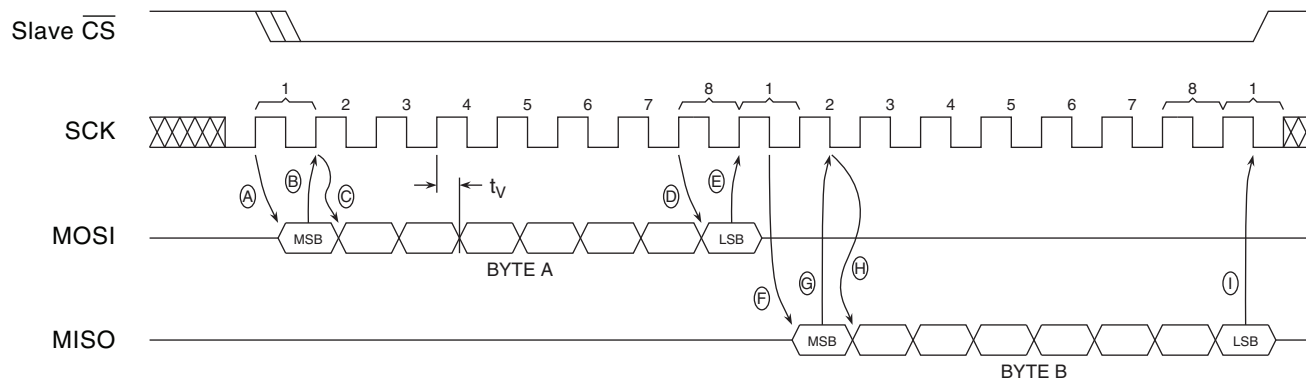 Slave CS
1 2 3 4 5 6 7 8 1 2 3 4 5 6 7 8 1
SCK
A B C tV D E
MOSI MSB LSB
BYTE A
F G H I
MISO MSB LSB
BYTE B